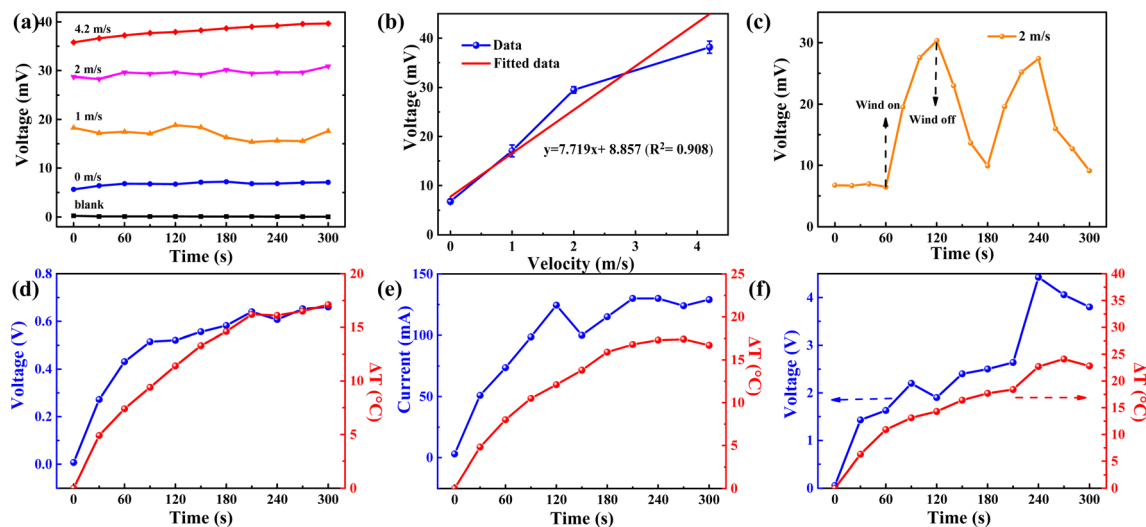 (a)
4.2 m/s
2 m/s
1 m/s
0 m/s
blank
Voltage (mV)
0
10
20
30
40
0 60 120 180 240 300
Time (s)
(b)
Data
Fitted data
y=7.719x+ 8.857 (R²= 0.908)
Voltage (mV)
0
10
20
30
40
0 1 2 3 4
Velocity (m/s)
(c)
2 m/s
Wind on
Wind off
Voltage (mV)
0
10
20
30
0 60 120 180 240 300
Time (s)
(d)
Voltage (V)
0.0
0.2
0.4
0.6
0.8
ΔT (°C)
0
5
10
15
20
0 60 120 180 240 300
Time (s)
(e)
Current (mA)
0
50
75
100
125
150
ΔT (°C)
0
5
10
15
20
25
0 60 120 180 240 300
Time (s)
(f)
Voltage (V)
0
1
2
3
4
ΔT (°C)
0
5
10
15
20
25
30
35
40
0 60 120 180 240 300
Time (s)